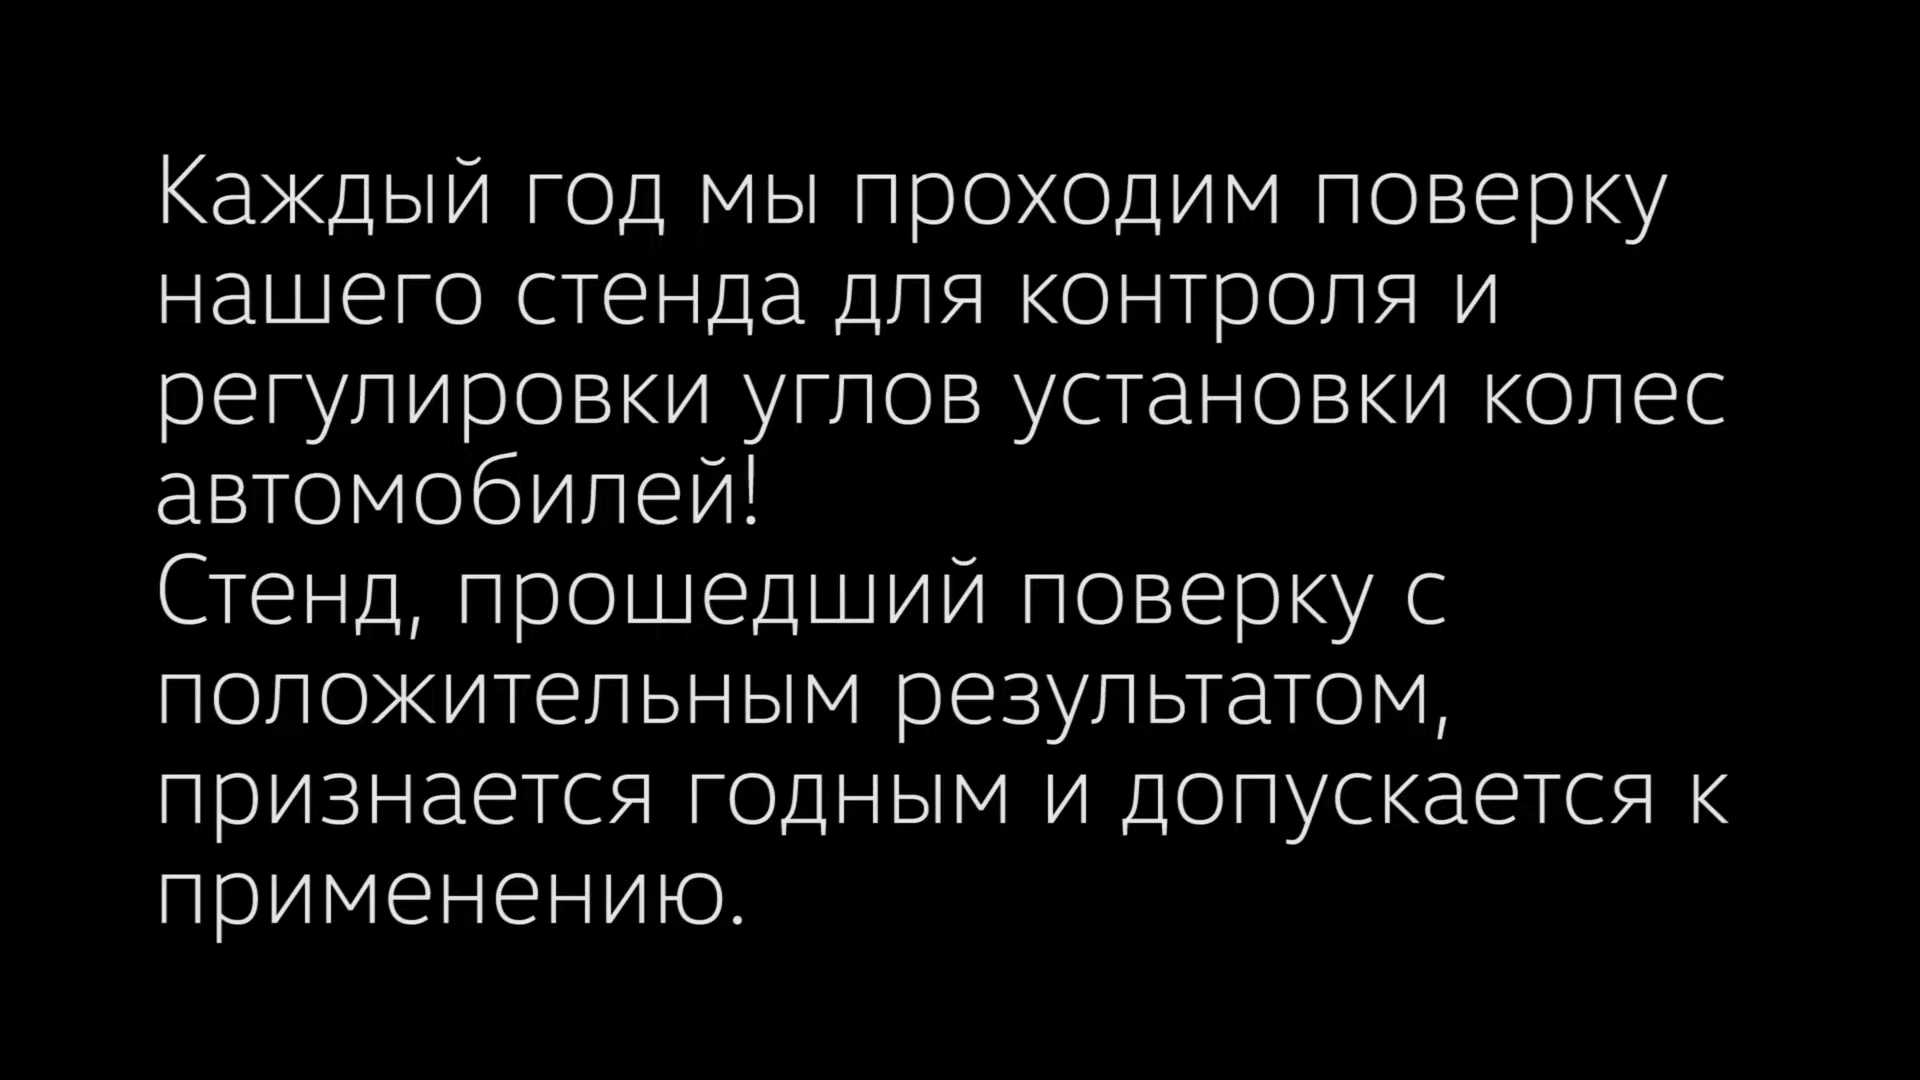 Каждый год мы проходим поверку
нашего стенда для контроля и
регулировки углов установки колес
автомобилей!
Стенд, прошедший поверку с
положительным результатом,
признается годным и допускается к
применению.